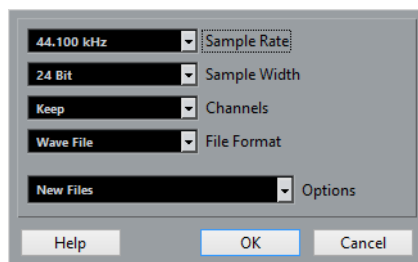 44.100 kHz Sample Rate
24 Bit Sample Width
Keep Channels
Wave File File Format
New Files Options
Help OK Cancel